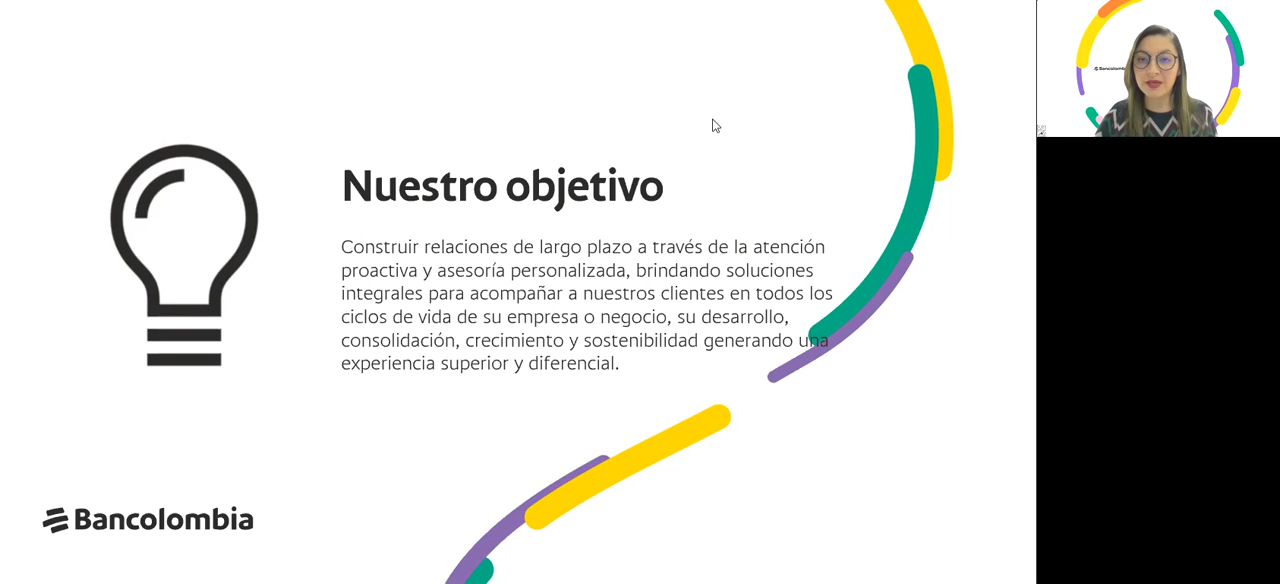 Nuestro objetivo
Construir relaciones de largo plazo a través de la atención
proactiva y asesoría personalizada, brindando soluciones
integrales para acompañar a nuestros clientes en todos los
ciclos de vida de su empresa o negocio, su desarrollo,
consolidación, crecimiento y sostenibilidad generando una
experiencia superior y diferencial.
Bancolombia